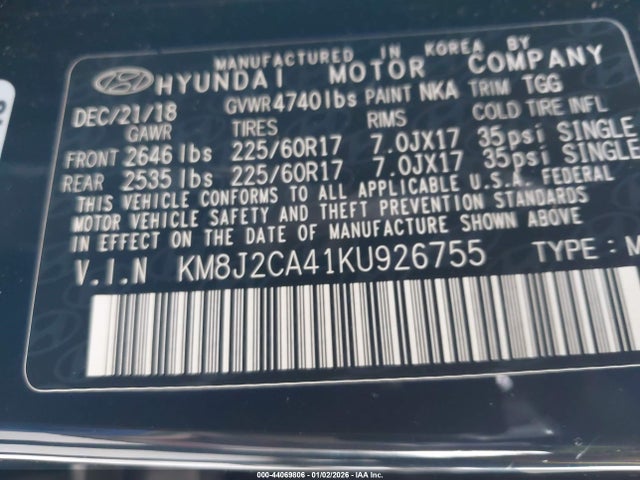 MANUFACTURED IN KOREA BY
HYUNDAI MOTOR COMPANY
DEC/21/18 GVWR4740lbs PAINT NKA TRIM TGG
GAWR TIRES RIMS COLD TIRE INFL
FRONT 2646 lbs 225/60R17 7.0JX17 35psi SINGLE
REAR 2535 lbs 225/60R17 7.0JX17 35psi SINGLE
THIS VEHICLE CONFORMS TO ALL APPLICABLE U.S.A. FEDERAL
MOTOR VEHICLE SAFETY AND THEFT PREVENTION STANDARDS
IN EFFECT ON THE DATE OF MANUFACTURE SHOWN ABOVE
V.I.N KM8J2CA41KU926755 TYPE: M
000-44069806 - 01/02/2026 - IAA Inc.